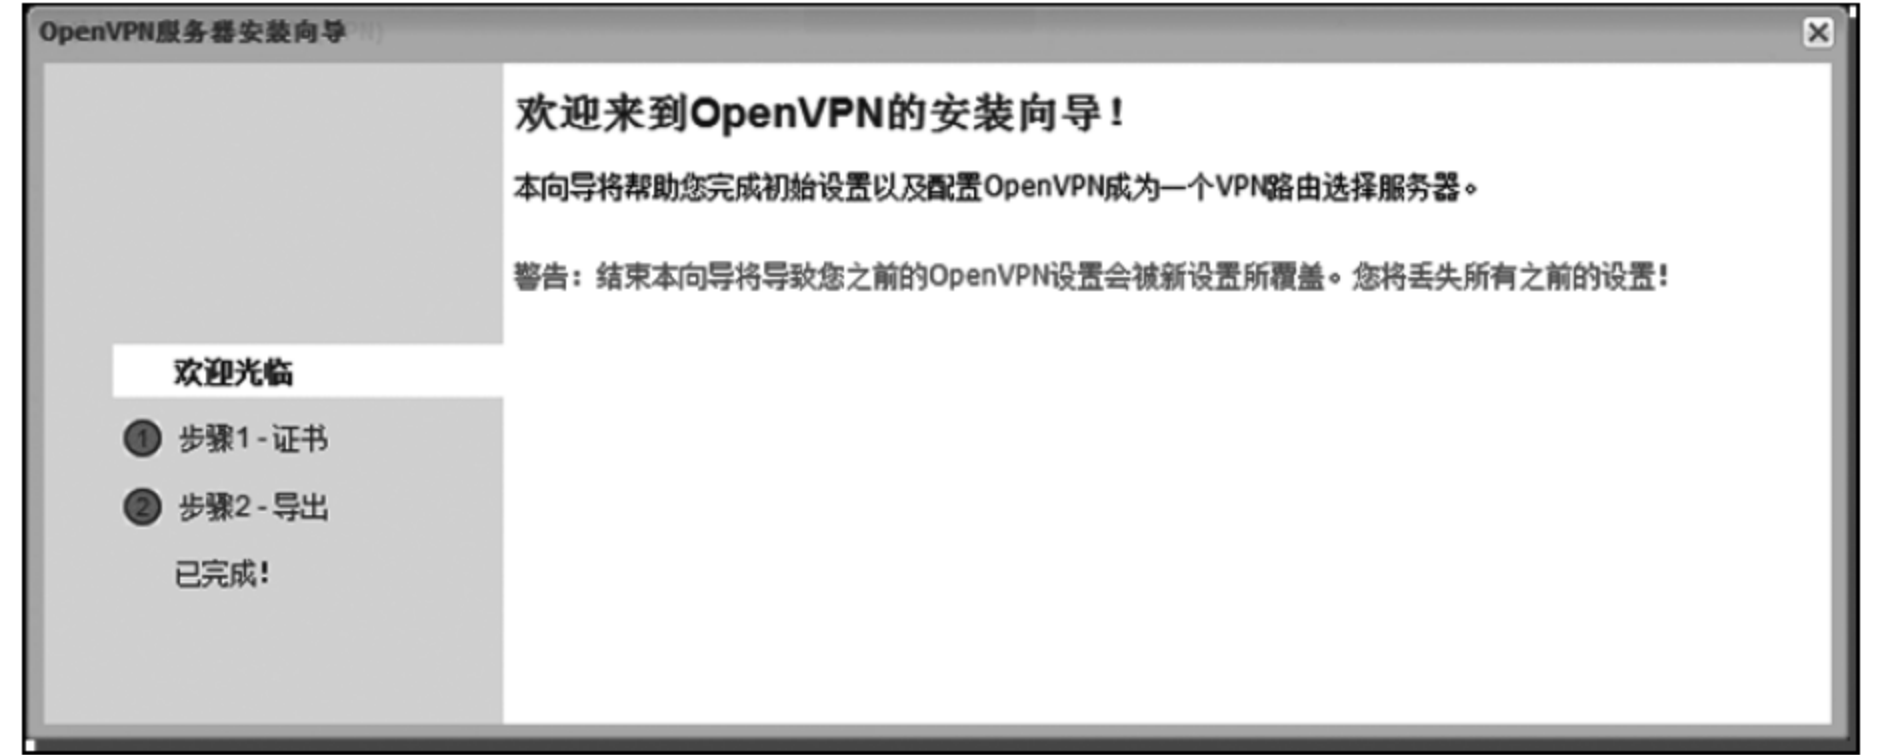 OpenVPN服务器安装向导
欢迎来到OpenVPN的安装向导！
本向导将帮助您完成初始设置以及配置OpenVPN成为一个VPN路由选择服务器。
警告：结束本向导将导致您之前的OpenVPN设置会被新设置所覆盖。您将丢失所有之前的设置！
欢迎光临
1 步骤1 - 证书
2 步骤2 - 导出
已完成！